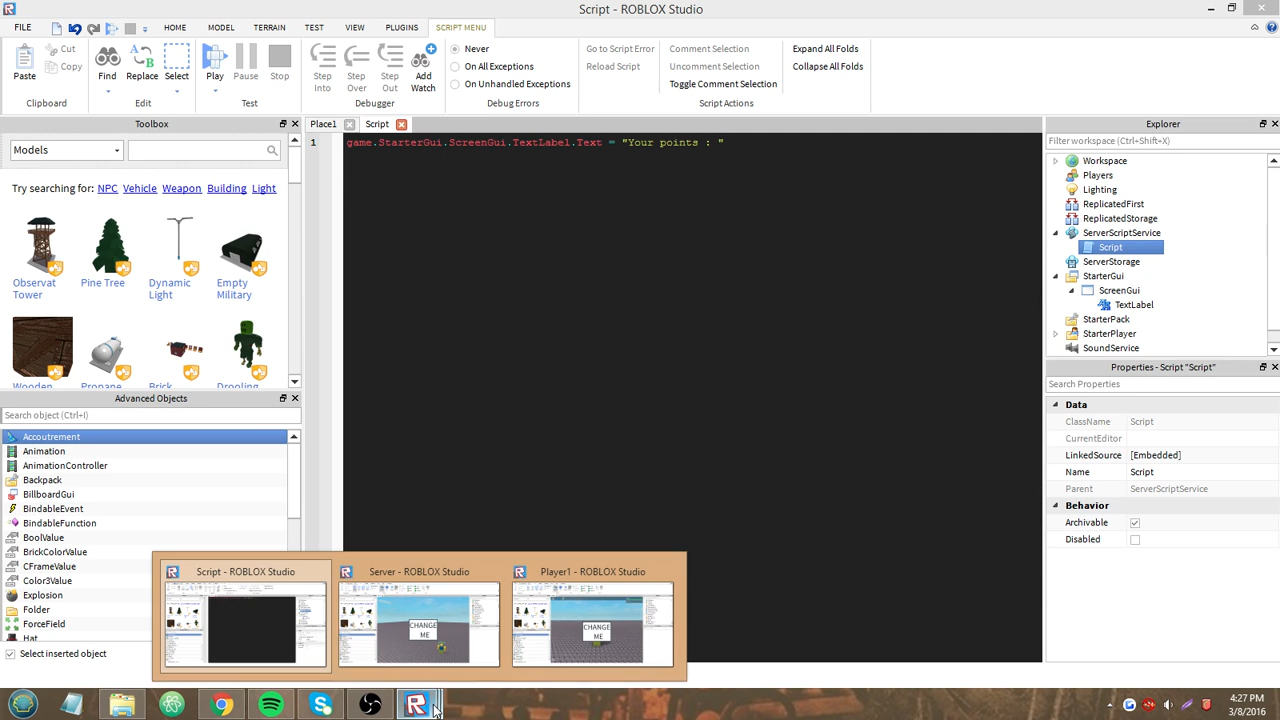 Script - ROBLOX Studio
FILE HOME MODEL TERRAIN TEST VIEW PLUGINS SCRIPT MENU
Paste
Cut
Copy
Clipboard
Find
Replace
Select
Edit
Play
Pause
Stop
Test
Step Into
Step Over
Step Out
Add Watch
Debugger
Never
On All Exceptions
On Unhandled Exceptions
Debug Errors
Go to Script Error
Reload Script
Comment Selection
Uncomment Selection
Toggle Comment Selection
Expand All Folds
Collapse All Folds
Script Actions
Toolbox
Models
Try searching for: NPC Vehicle Weapon Building Light
Observat Tower
Pine Tree
Dynamic Light
Empty Military
Wooden
Propane
Brick
Drooling
Advanced Objects
Search object (Ctrl+I)
Accoutrement
Animation
AnimationController
Backpack
BillboardGui
BindableEvent
BindableFunction
BoolValue
BrickColorValue
CFrameValue
Color3Value
Explosion
Folder
ForceField
Hat
Select inserted object
Place1
Script
1 game.StarterGui.ScreenGui.TextLabel.Text = "Your points : "
Explorer
Filter workspace (Ctrl+Shift+X)
Workspace
Players
Lighting
ReplicatedFirst
ReplicatedStorage
ServerScriptService
Script
ServerStorage
StarterGui
ScreenGui
TextLabel
StarterPack
StarterPlayer
SoundService
Properties - Script "Script"
Search Properties
Data
ClassName Script
CurrentEditor
LinkedSource [Embedded]
Name Script
Parent ServerScriptService
Behavior
Archivable
Disabled
Script - ROBLOX Studio
Server - ROBLOX Studio
Player1 - ROBLOX Studio
CHANGE ME
CHANGE ME
4:27 PM
3/8/2016